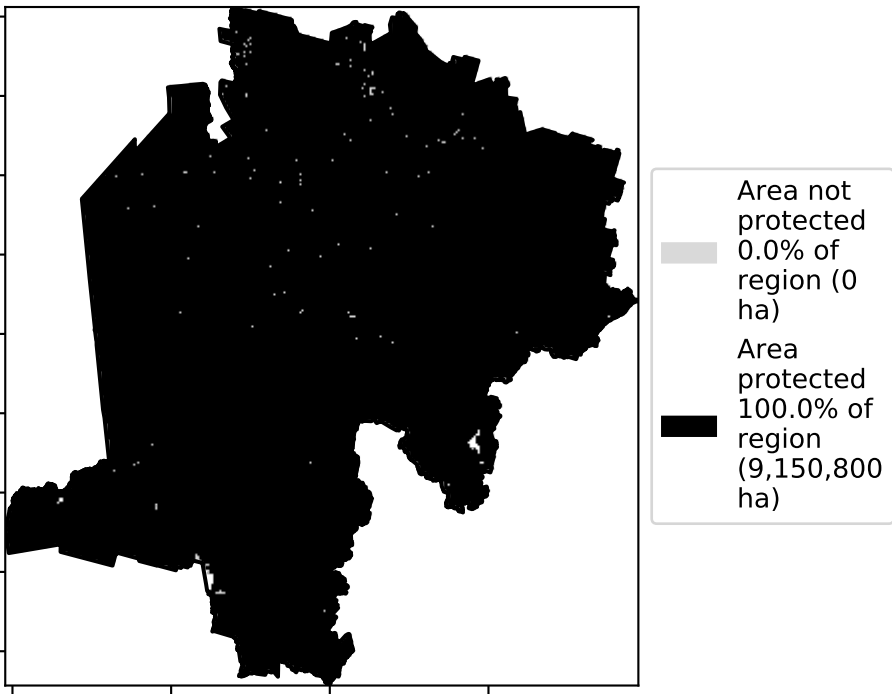 Area not
protected
0.0% of
region (0
ha)
Area
protected
100.0% of
region
(9,150,800
ha)